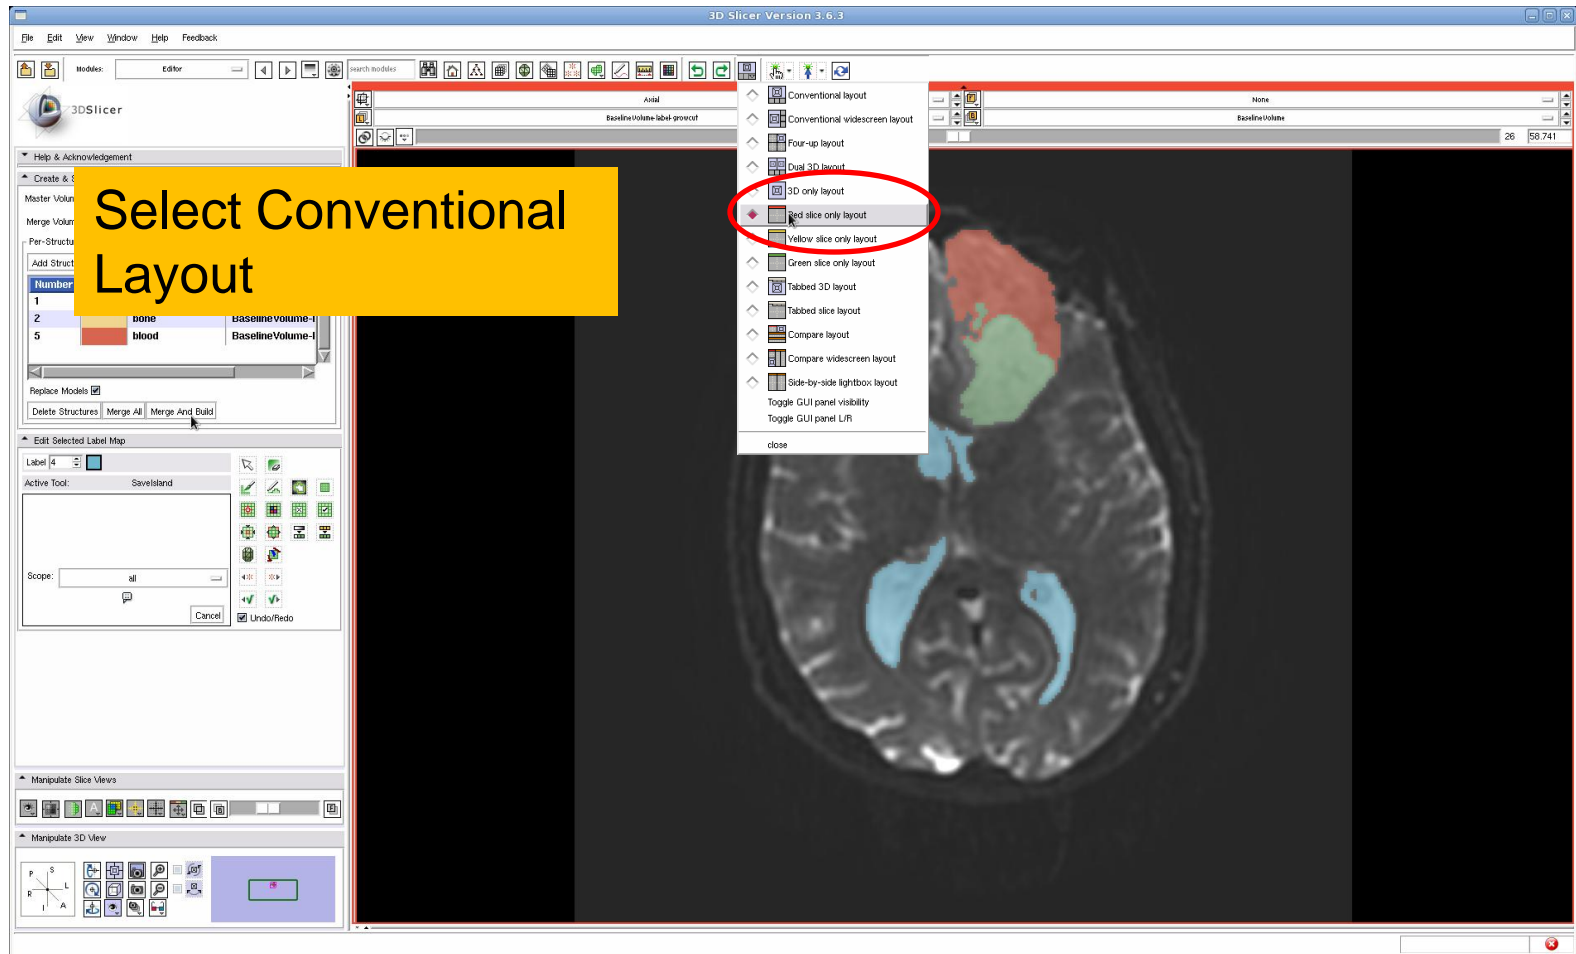 3D Slicer Version 3.6.3
File Edit View Window Help Feedback
Modules: Editor search modules
3DSlicer
Axial None
BaselineVolume-label-growcut BaselineVolume
26 58.741
Conventional layout
Conventional widescreen layout
Four-up layout
Dual 3D layout
3D only layout
Red slice only layout
Yellow slice only layout
Green slice only layout
Tabbed 3D layout
Tabbed slice layout
Compare layout
Compare widescreen layout
Side-by-side lightbox layout
Toggle GUI panel visibility
Toggle GUI panel L/R
close
Help & Acknowledgement
Create &
Master Volum
Merge Volum
Per-Structu
Add Struct
Select Conventional
Layout
Number
1
2 bone BaselineVolume-l
5 blood BaselineVolume-l
Replace Models
Delete Structures Merge All Merge And Build
Edit Selected Label Map
Label 4
Active Tool: SaveIsland
Scope: all
Cancel
Undo/Redo
Manipulate Slice Views
Manipulate 3D View
P S
R L
I A